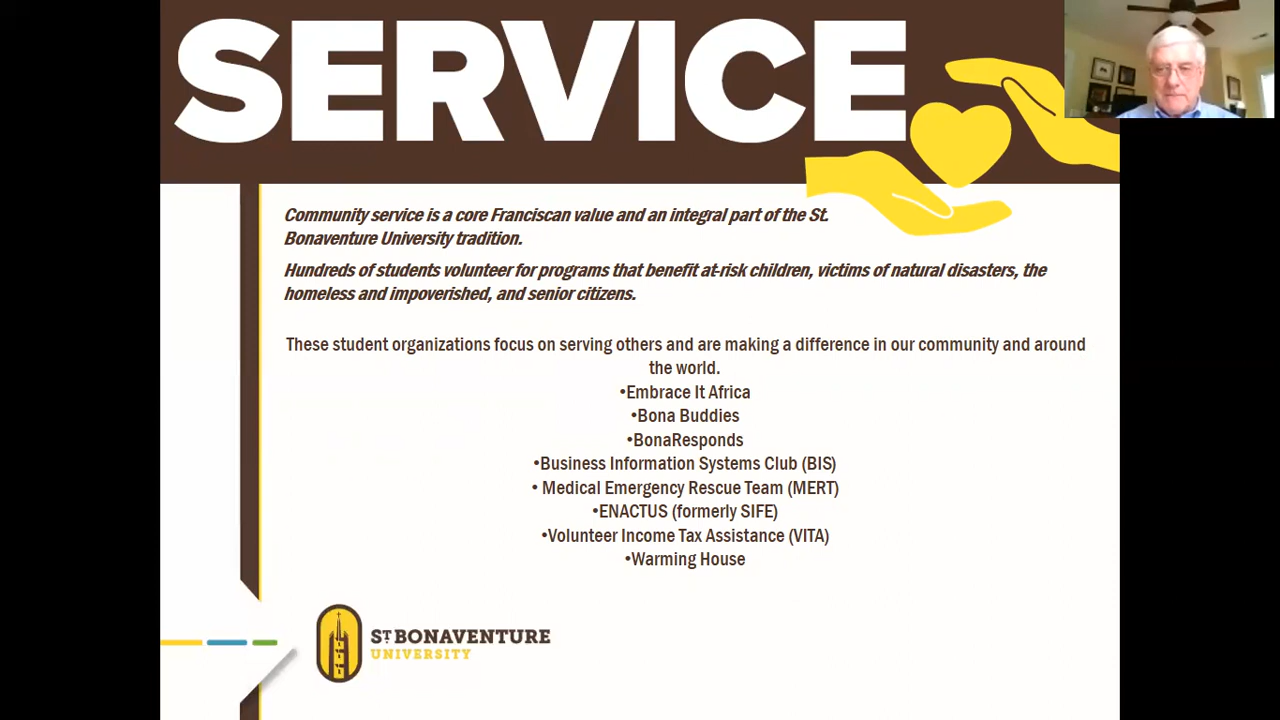 SERVICE
Community service is a core Franciscan value and an integral part of the St.
Bonaventure University tradition.
Hundreds of students volunteer for programs that benefit at-risk children, victims of natural disasters, the
homeless and impoverished, and senior citizens.
These student organizations focus on serving others and are making a difference in our community and around
the world.
•Embrace It Africa
•Bona Buddies
•BonaResponds
•Business Information Systems Club (BIS)
• Medical Emergency Rescue Team (MERT)
•ENACTUS (formerly SIFE)
•Volunteer Income Tax Assistance (VITA)
•Warming House
ST. BONAVENTURE
UNIVERSITY